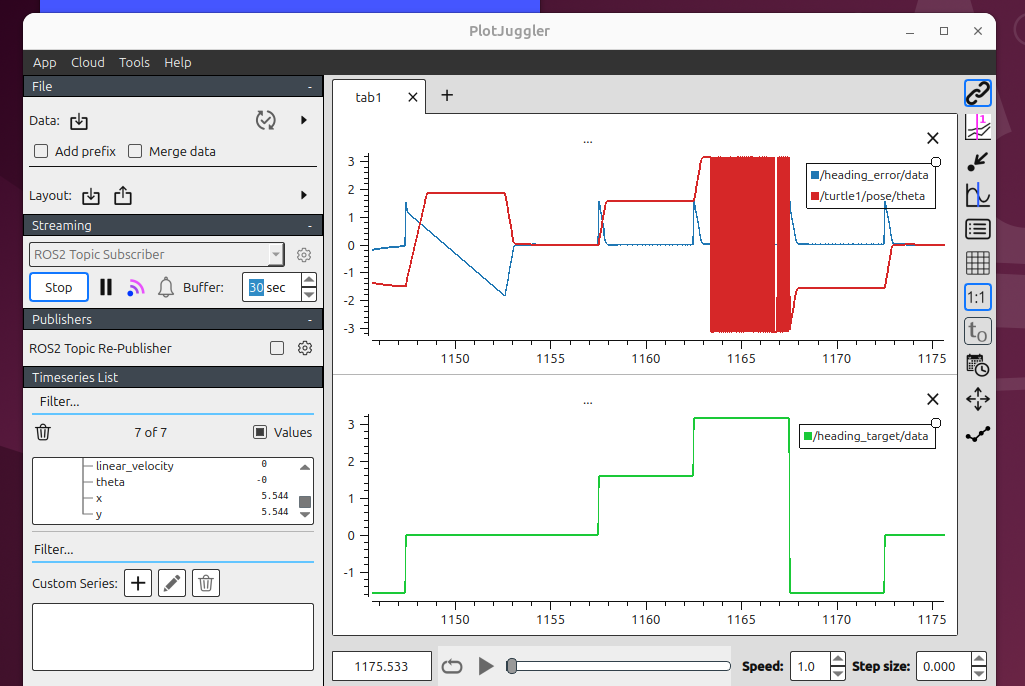 PlotJuggler
App Cloud Tools Help
File -
Data:
Add prefix Merge data
Layout:
Streaming -
ROS2 Topic Subscriber
Stop Buffer: 30 sec
Publishers -
ROS2 Topic Re-Publisher
Timeseries List
Filter...
7 of 7 Values
linear_velocity 0
theta -0
x 5.544
y 5.544
Filter...
Custom Series:
tab1
...
/heading_error/data
/turtle1/pose/theta
3
2
1
0
-1
-2
-3
1150 1155 1160 1165 1170 1175
...
/heading_target/data
3
2
1
0
-1
1150 1155 1160 1165 1170 1175
1175.533 Speed: 1.0 Step size: 0.000
1
1:1
t0